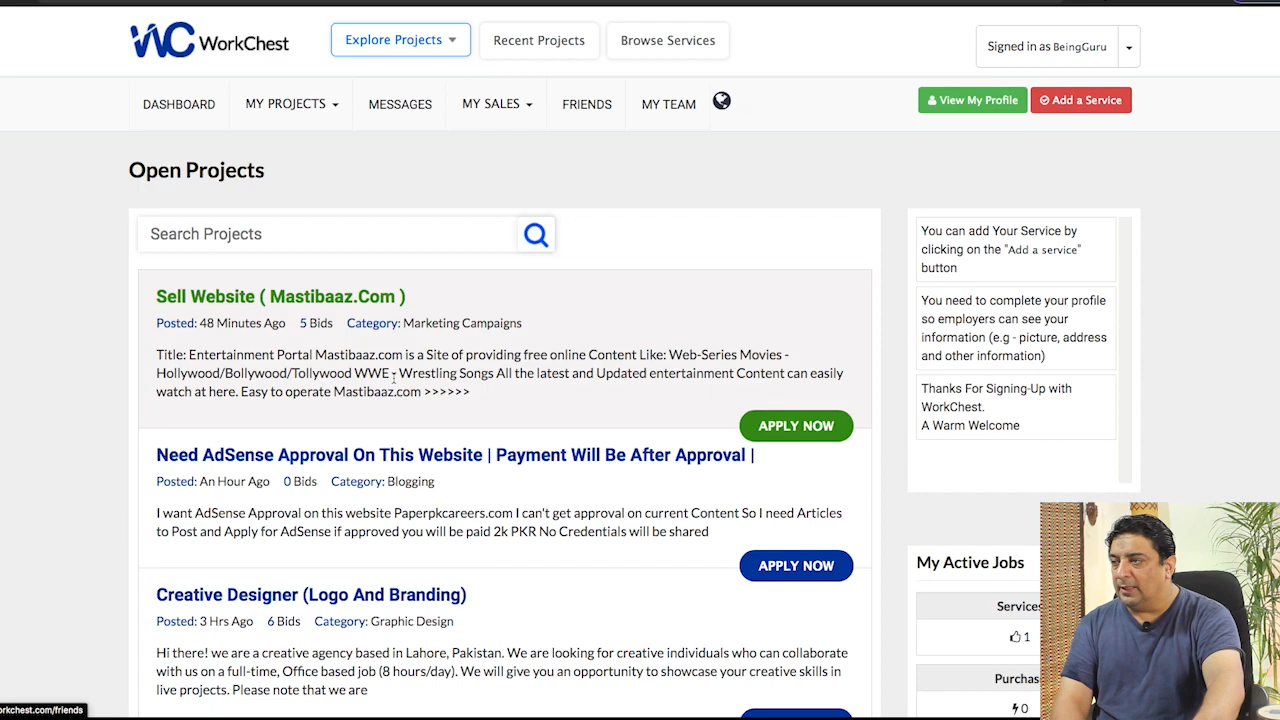 WC WorkChest
Explore Projects
Recent Projects
Browse Services
Signed in as BeingGuru
DASHBOARD
MY PROJECTS
MESSAGES
MY SALES
FRIENDS
MY TEAM
View My Profile
Add a Service
Open Projects
Search Projects
Sell Website ( Mastibaaz.Com )
Posted: 48 Minutes Ago 5 Bids Category: Marketing Campaigns
Title: Entertainment Portal Mastibaaz.com is a Site of providing free online Content Like: Web-Series Movies -
Hollywood/Bollywood/Tollywood WWE - Wrestling Songs All the latest and Updated entertainment Content can easily
watch at here. Easy to operate Mastibaaz.com >>>>>>
APPLY NOW
Need AdSense Approval On This Website | Payment Will Be After Approval |
Posted: An Hour Ago 0 Bids Category: Blogging
I want AdSense Approval on this website Paperpkcareers.com I can't get approval on current Content So I need Articles
to Post and Apply for AdSense if approved you will be paid 2k PKR No Credentials will be shared
APPLY NOW
Creative Designer (Logo And Branding)
Posted: 3 Hrs Ago 6 Bids Category: Graphic Design
Hi there! we are a creative agency based in Lahore, Pakistan. We are looking for creative individuals who can collaborate
with us on a full-time, Office based job (8 hours/day). We will give you an opportunity to showcase your creative skills in
live projects. Please note that we are
You can add Your Service by
clicking on the "Add a service"
button
You need to complete your profile
so employers can see your
information (e.g - picture, address
and other information)
Thanks For Signing-Up with
WorkChest.
A Warm Welcome
My Active Jobs
Services
1
Purchas
0
orkchest.com/friends